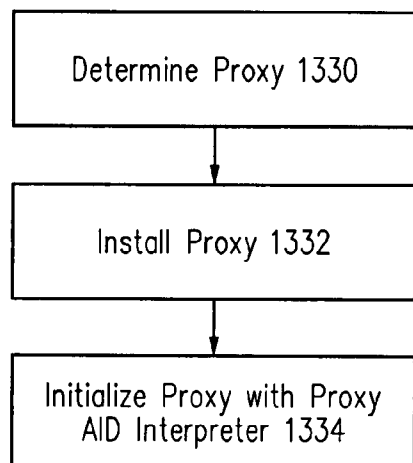 Determine Proxy 1330
Install Proxy 1332
Initialize Proxy with Proxy
AID Interpreter 1334